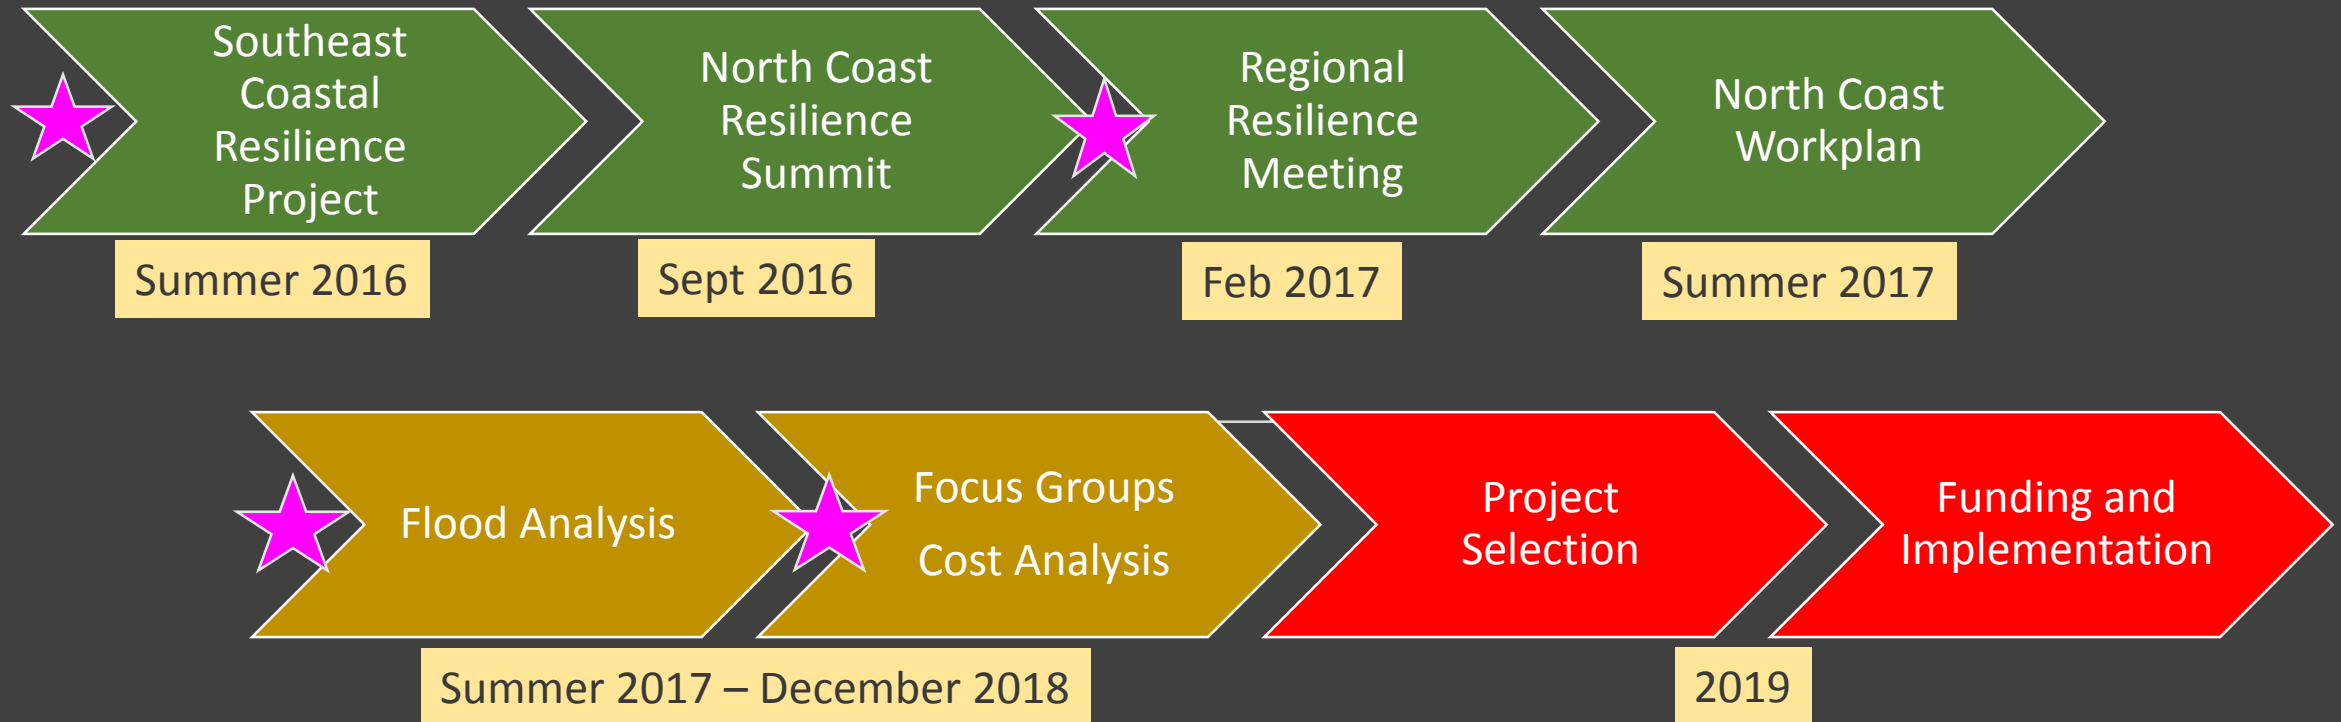 Southeast
Coastal
Resilience
Project
North Coast
Resilience
Summit
Regional
Resilience
Meeting
North Coast
Workplan
Summer 2016
Sept 2016
Feb 2017
Summer 2017
Flood Analysis
Focus Groups
Cost Analysis
Project
Selection
Funding and
Implementation
Summer 2017 – December 2018
2019